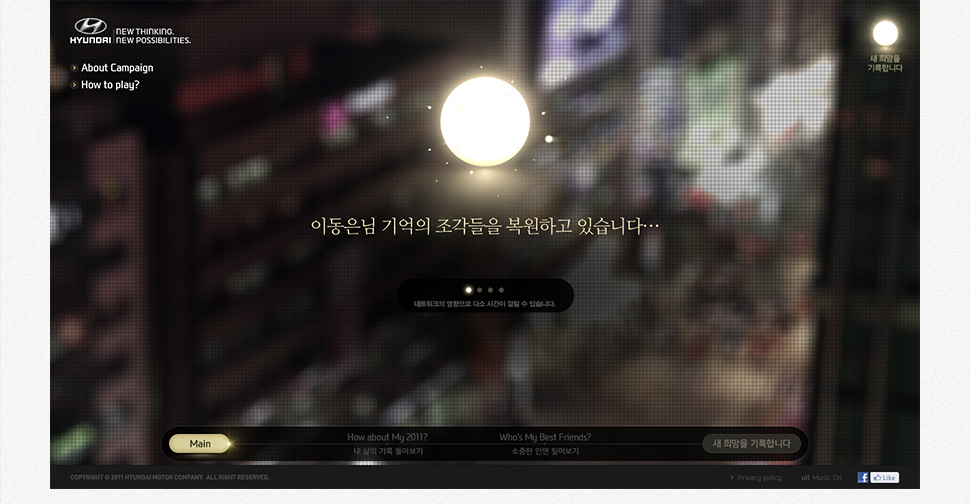 HYUNDAI
NEW THINKING.
NEW POSSIBILITIES.
About Campaign
How to play?
새 희망을
기록합니다
이동은님 기억의 조각들을 복원하고 있습니다…
네트워크의 영향으로 다소 시간이 걸릴 수 있습니다.
Main
How about My 2011?
내 삶의 기록 돌아보기
Who's My Best Friends?
소중한 인연 짚어보기
새 희망을 기록합니다
COPYRIGHT © 2011 HYUNDAI MOTOR COMPANY. ALL RIGHT RESERVED.
Privacy policy
Music On
f Like